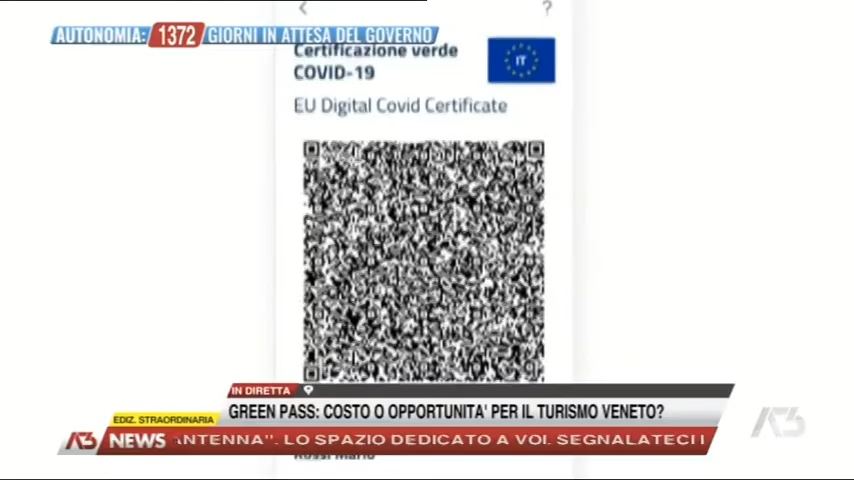 AUTONOMIA: 1372 GIORNI IN ATTESA DEL GOVERNO
?
Certificazione verde
COVID-19
IT
EU Digital Covid Certificate
IN DIRETTA
GREEN PASS: COSTO O OPPORTUNITA' PER IL TURISMO VENETO?
EDIZ. STRAORDINARIA
A3 NEWS ANTENNA". LO SPAZIO DEDICATO A VOI. SEGNALATECI I
A3
Rossi Mario